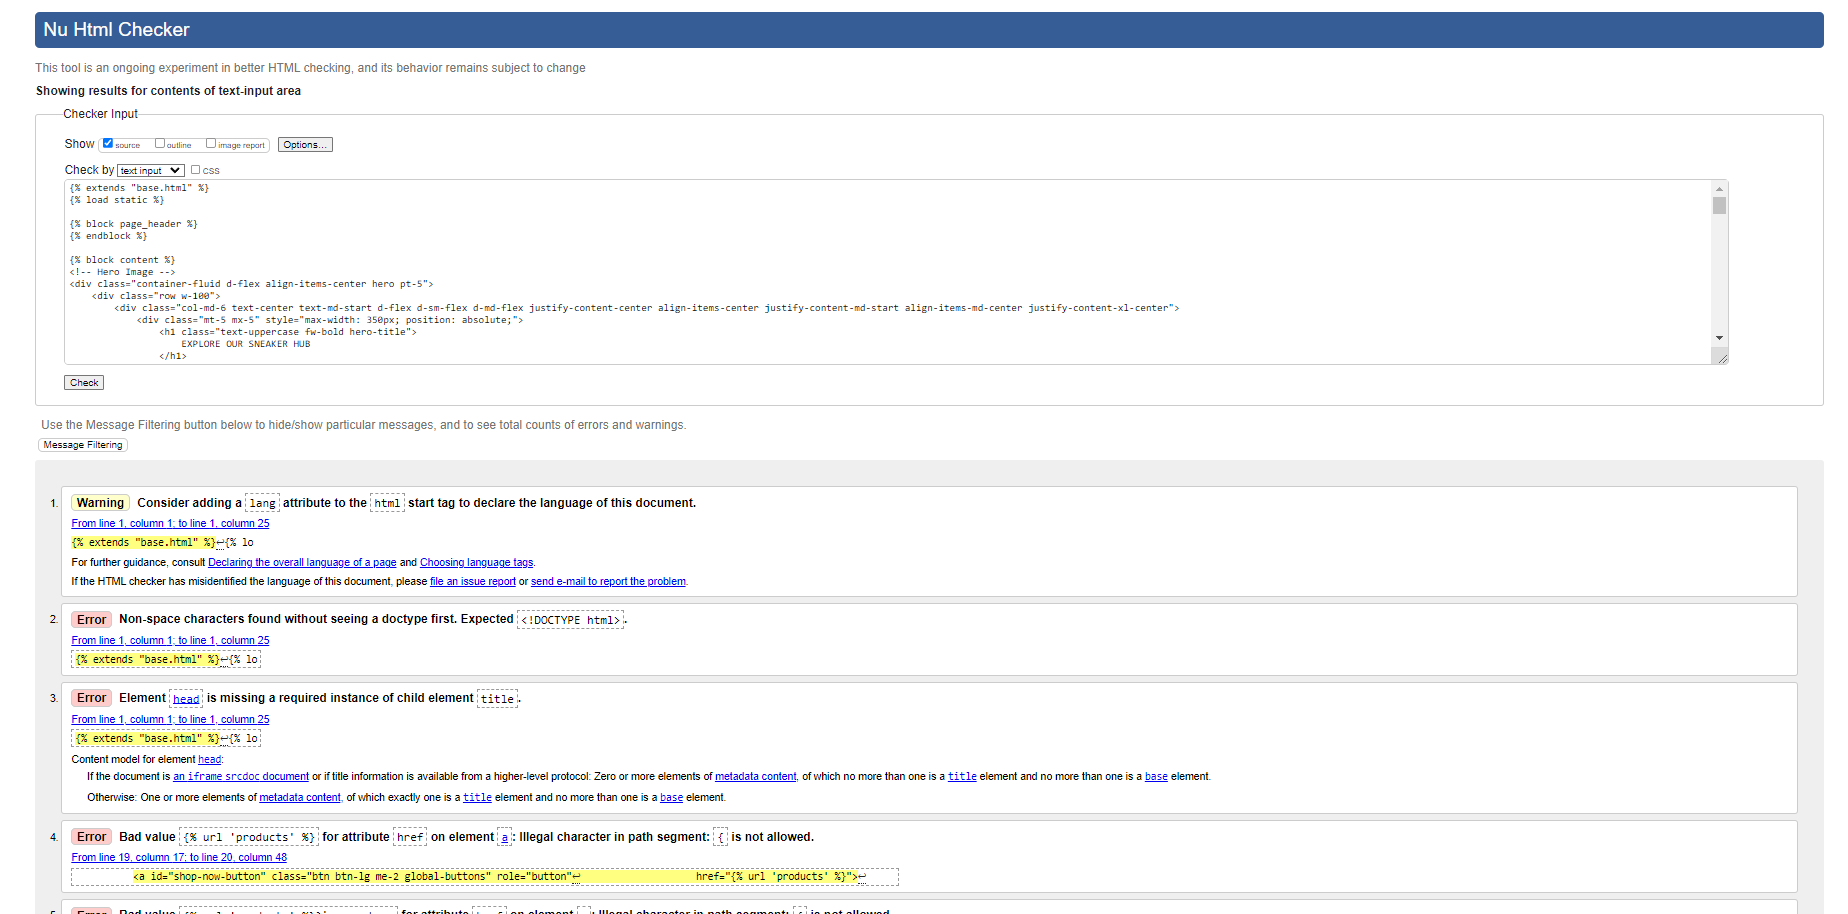 Nu Html Checker
This tool is an ongoing experiment in better HTML checking, and its behavior remains subject to change
Showing results for contents of text-input area
Checker Input
Show source outline image report Options...
Check by text input css
{% extends "base.html" %}
{% load static %}
{% block page_header %}
{% endblock %}
{% block content %}
<!-- Hero Image -->
<div class="container-fluid d-flex align-items-center hero pt-5">
<div class="row w-100">
<div class="col-md-6 text-center text-md-start d-flex d-sm-flex d-md-flex justify-content-center align-items-center justify-content-md-start align-items-md-center justify-content-xl-center">
<div class="mt-5 mx-5" style="max-width: 350px; position: absolute;">
<h1 class="text-uppercase fw-bold hero-title">
EXPLORE OUR SNEAKER HUB
</h1>
Check
Use the Message Filtering button below to hide/show particular messages, and to see total counts of errors and warnings.
Message Filtering
1. Warning Consider adding a lang attribute to the html start tag to declare the language of this document.
From line 1, column 1; to line 1, column 25
{% extends "base.html" %}↩{% lo
For further guidance, consult Declaring the overall language of a page and Choosing language tags.
If the HTML checker has misidentified the language of this document, please file an issue report or send e-mail to report the problem.
2. Error Non-space characters found without seeing a doctype first. Expected <!DOCTYPE html>.
From line 1, column 1; to line 1, column 25
{% extends "base.html" %}↩{% lo
3. Error Element head is missing a required instance of child element title.
From line 1, column 1; to line 1, column 25
{% extends "base.html" %}↩{% lo
Content model for element head:
If the document is an iframe srcdoc document or if title information is available from a higher-level protocol: Zero or more elements of metadata content, of which no more than one is a title element and no more than one is a base element.
Otherwise: One or more elements of metadata content, of which exactly one is a title element and no more than one is a base element.
4. Error Bad value {% url 'products' %} for attribute href on element a: Illegal character in path segment: { is not allowed.
From line 19, column 17; to line 20, column 48
<a id="shop-now-button" class="btn btn-lg me-2 global-buttons" role="button"↩ href="{% url 'products' %}">↩